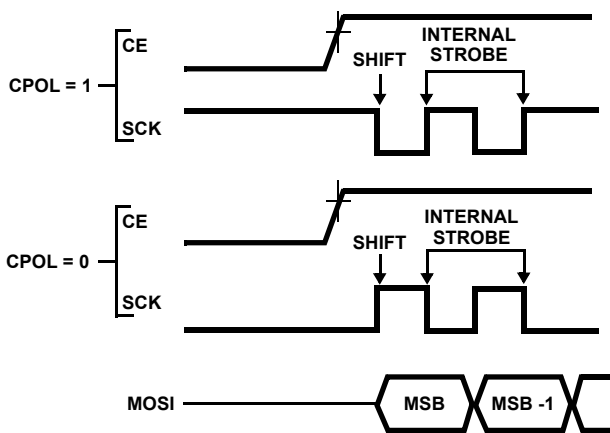 CE
INTERNAL
STROBE
SHIFT
CPOL = 1
SCK
CE
INTERNAL
STROBE
SHIFT
CPOL = 0
SCK
MOSI
MSB
MSB -1